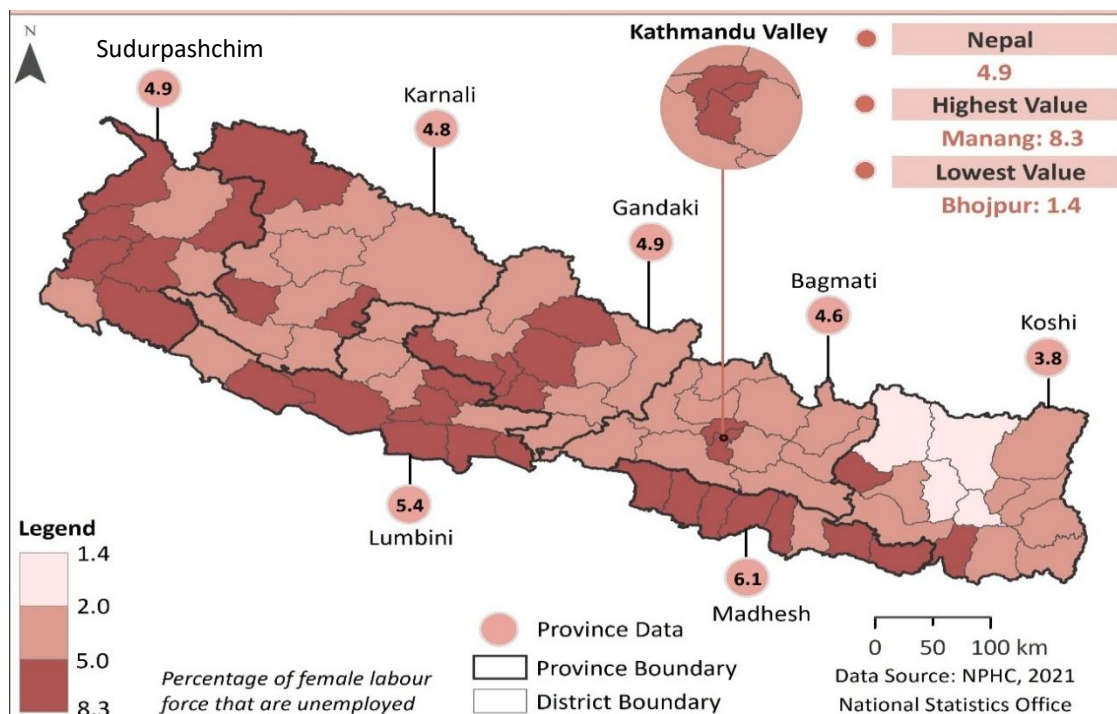 N
Sudurpashchim
4.9
Karnali
4.8
Gandaki
4.9
Kathmandu Valley
Nepal
4.9
Highest Value
Manang: 8.3
Lowest Value
Bhojpur: 1.4
Bagmati
4.6
Koshi
3.8
5.4
Lumbini
6.1
Madhesh
Legend
1.4
2.0
5.0
8.3
Percentage of female labour
force that are unemployed
Province Data
Province Boundary
District Boundary
0 50 100 km
Data Source: NPHC, 2021
National Statistics Office